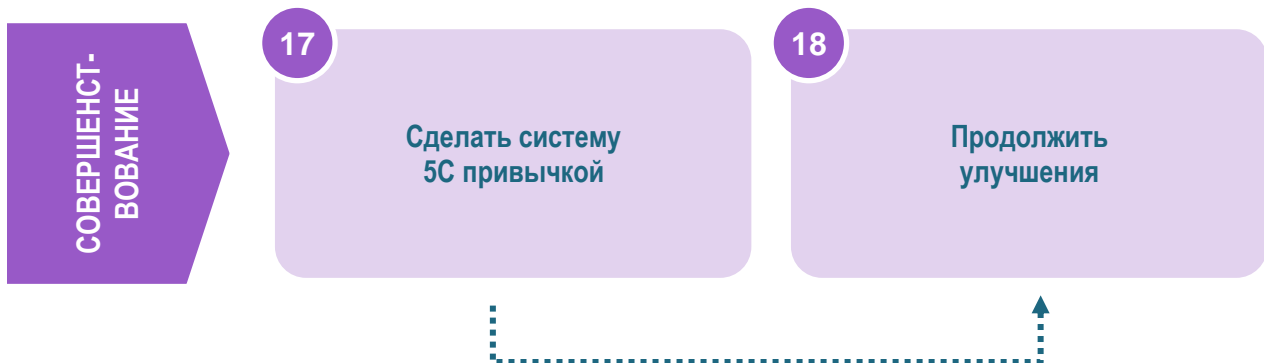 СОВЕРШЕНСТ-
ВОВАНИЕ
17
Сделать систему
5С привычкой
18
Продолжить
улучшения